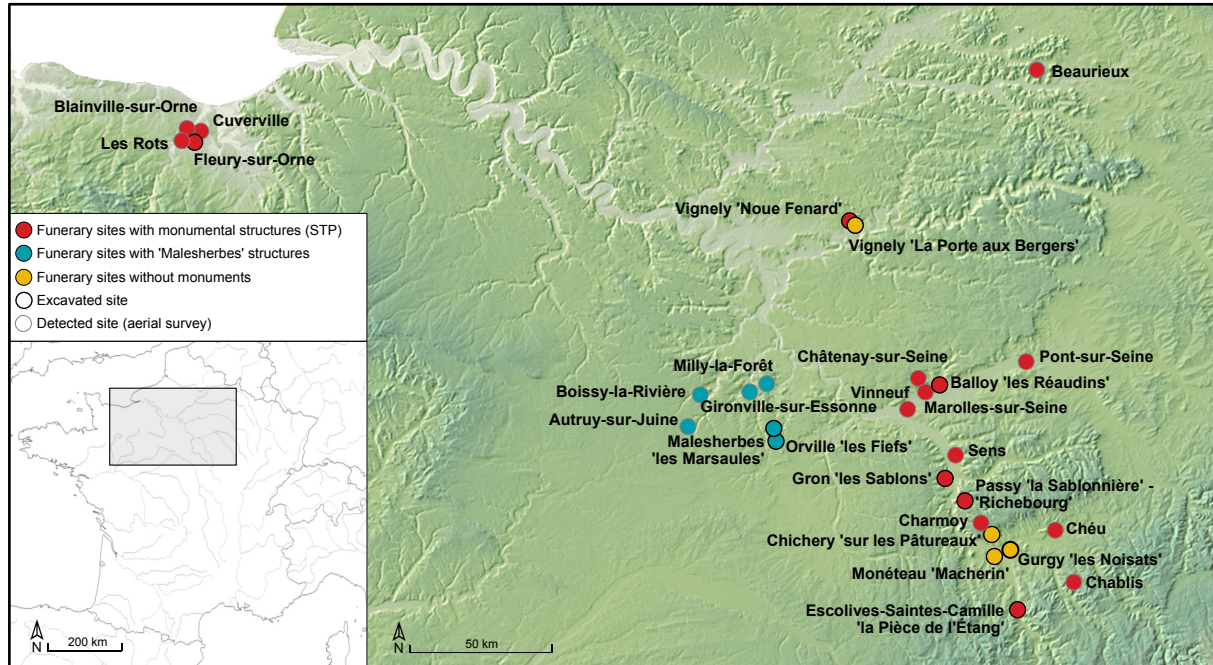 Beaurieux
Blainville-sur-Orne
Cuverville
Les Rots
Fleury-sur-Orne
Funerary sites with monumental structures (STP)
Funerary sites with 'Malesherbes' structures
Funerary sites without monuments
Excavated site
Detected site (aerial survey)
Vignely 'Noue Fenard'
Vignely 'La Porte aux Bergers'
Milly-la-Forêt
Châtenay-sur-Seine
Pont-sur-Seine
Boissy-la-Rivière
Vinneuf
Balloy 'les Réaudins'
Gironville-sur-Essonne
Marolles-sur-Seine
Autruy-sur-Juine
Malesherbes
'les Marsaules'
Orville 'les Fiefs'
Sens
Gron 'les Sablons'
Passy 'la Sablonnière' -
'Richebourg'
Charmoy
Chéu
Chichery 'sur les Pâtureaux'
Gurgy 'les Noisats'
Monéteau 'Macherin'
Chablis
Escolives-Saintes-Camille
'la Pièce de l'Étang'
N
200 km
N
50 km